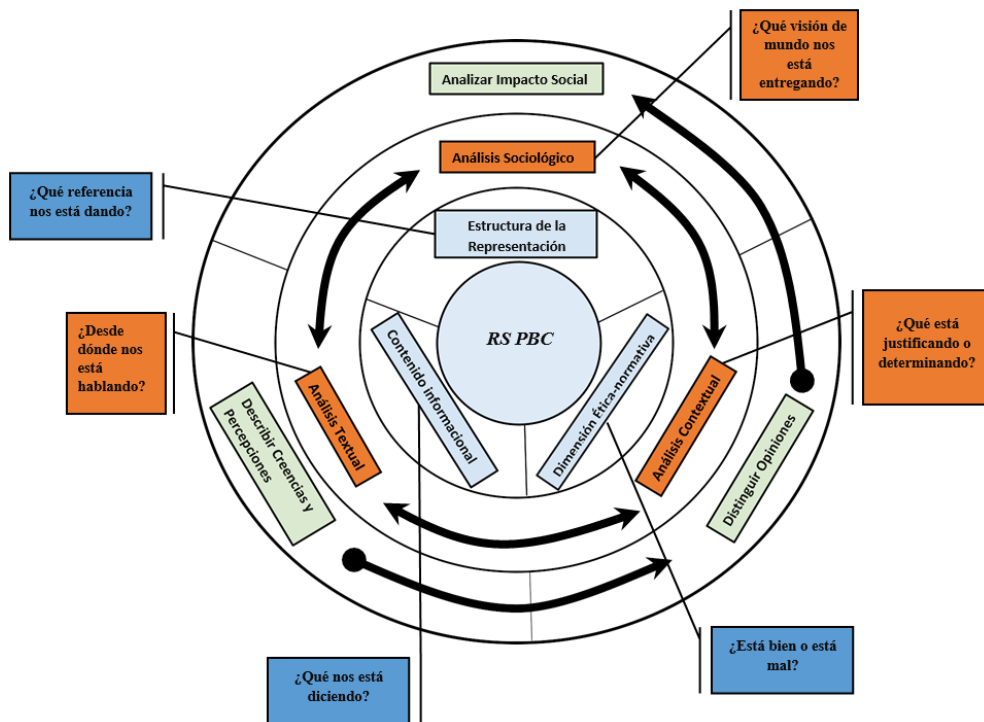 ¿Qué visión de
mundo nos
está
entregando?
Analizar Impacto Social
Análisis Sociológico
¿Qué referencia
nos está dando?
Estructura de la
Representación
RS PBC
¿Desde
dónde nos
está
hablando?
¿Qué está
justificando o
determinando?
Contenido informacional
Dimensión Ética-normativa
Análisis Textual
Análisis Contextual
Describir Creencias y
Percepciones
Distinguir Opiniones
¿Está bien o está
mal?
¿Qué nos está
diciendo?